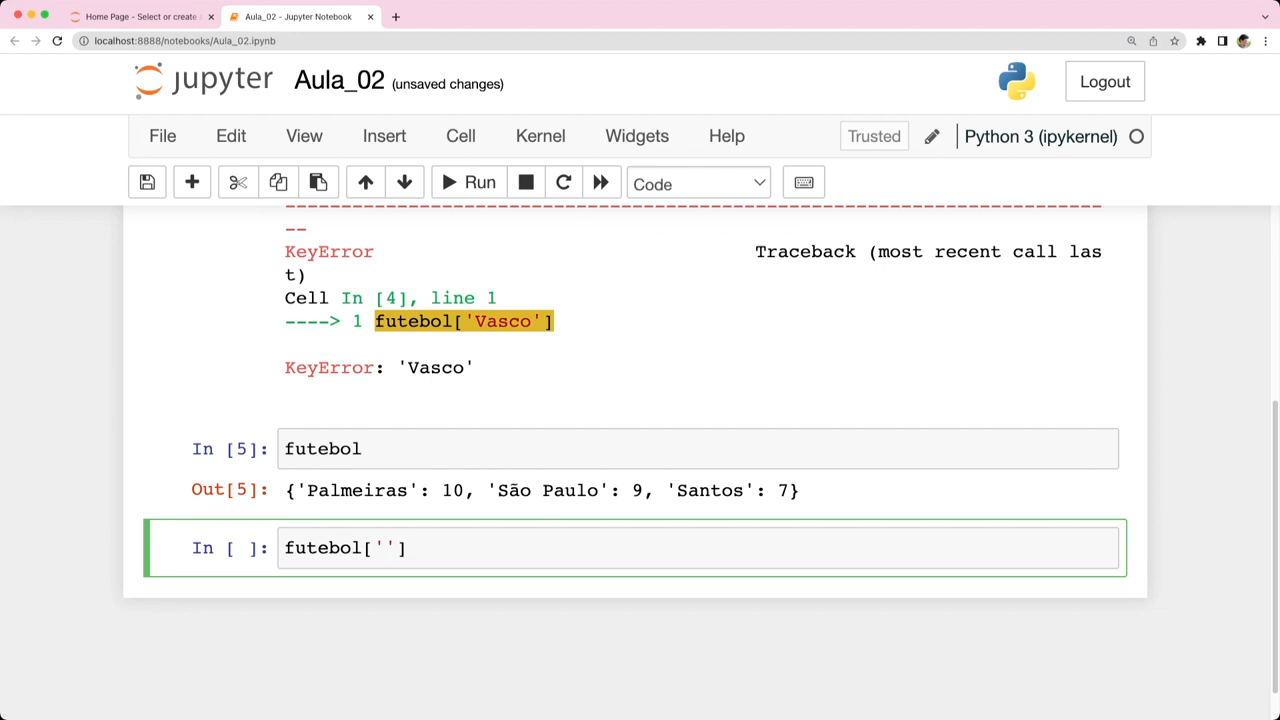 Home Page - Select or create a
Aula_02 - Jupyter Notebook
localhost:8888/notebooks/Aula_02.ipynb
jupyter Aula_02 (unsaved changes)
Logout
File Edit View Insert Cell Kernel Widgets Help
Trusted
Python 3 (ipykernel)
Run
Code
---------------------------------------------------------------------------
--
KeyError Traceback (most recent call las
t)
Cell In [4], line 1
----> 1 futebol['Vasco']
KeyError: 'Vasco'
In [5]: futebol
Out[5]: {'Palmeiras': 10, 'São Paulo': 9, 'Santos': 7}
In [ ]: futebol['']